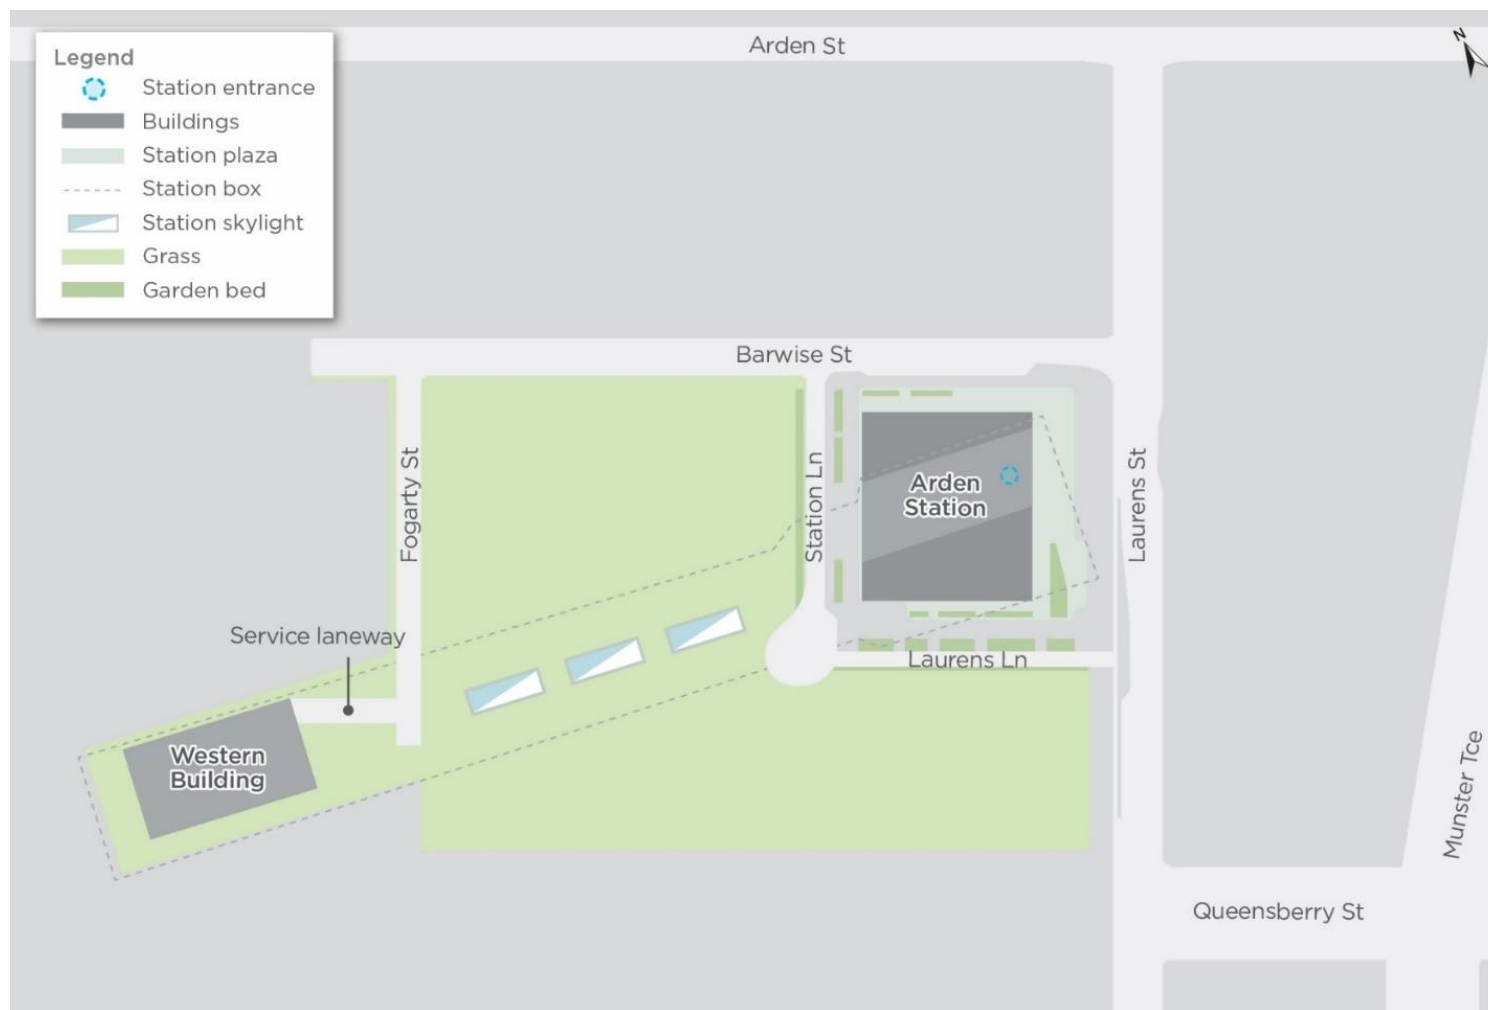 Arden St
N
Legend
Station entrance
Buildings
Station plaza
Station box
Station skylight
Grass
Garden bed
Barwise St
Fogarty St
Station Ln
Arden
Station
Laurens St
Service laneway
Laurens Ln
Western
Building
Munster Tce
Queensberry St